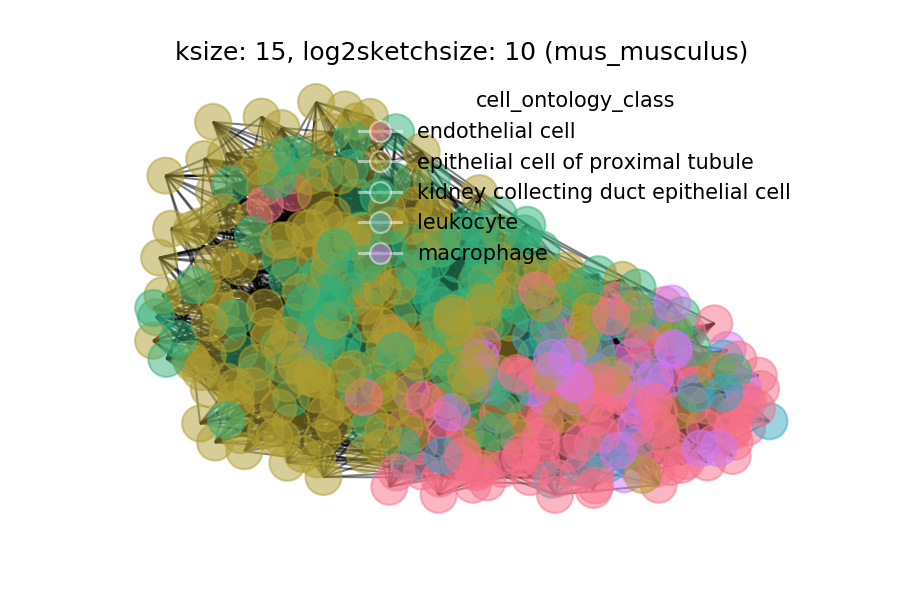 ksize: 15, log2sketchsize: 10 (mus_musculus)
cell_ontology_class
endothelial cell
epithelial cell of proximal tubule
kidney collecting duct epithelial cell
leukocyte
macrophage